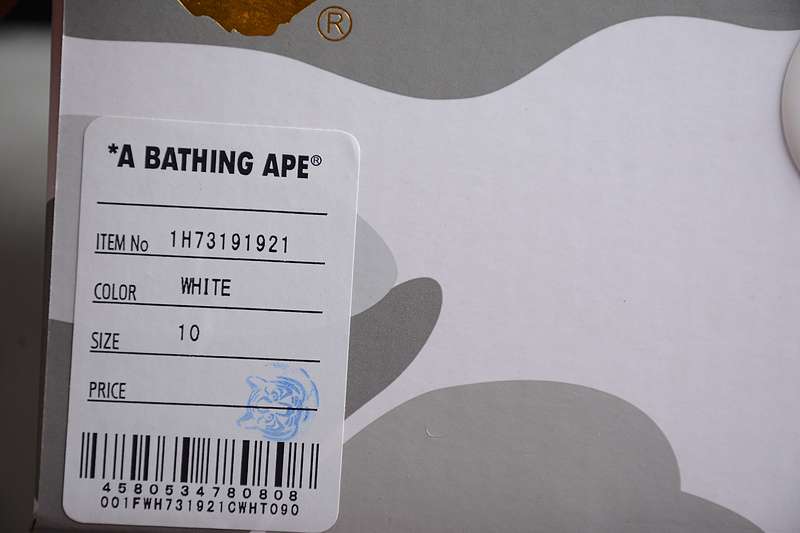 ®
*A BATHING APE®
ITEM No 1H73191921
COLOR WHITE
SIZE 10
PRICE
4580534780808
001FWH731921CWHT090